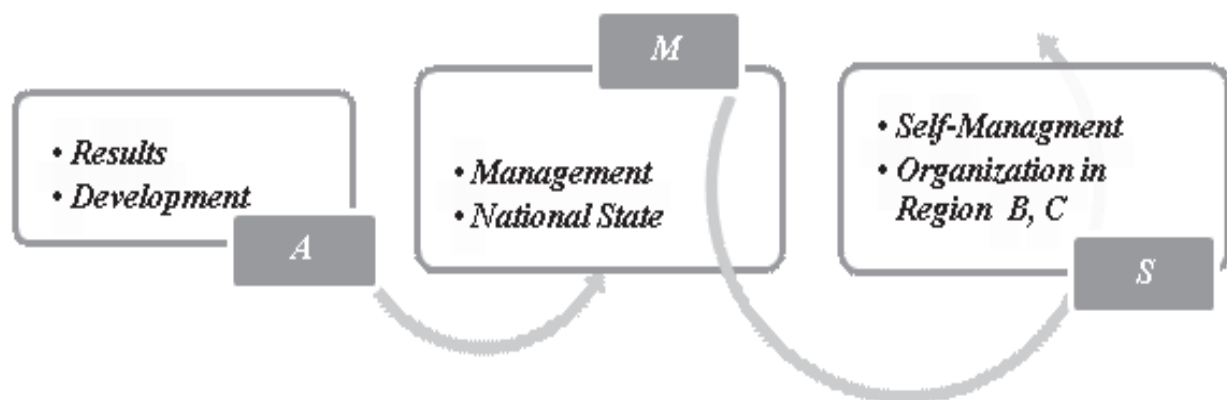 • Results
• Development
A
M
• Management
• National State
• Self-Managment
• Organization in
Region B, C
S